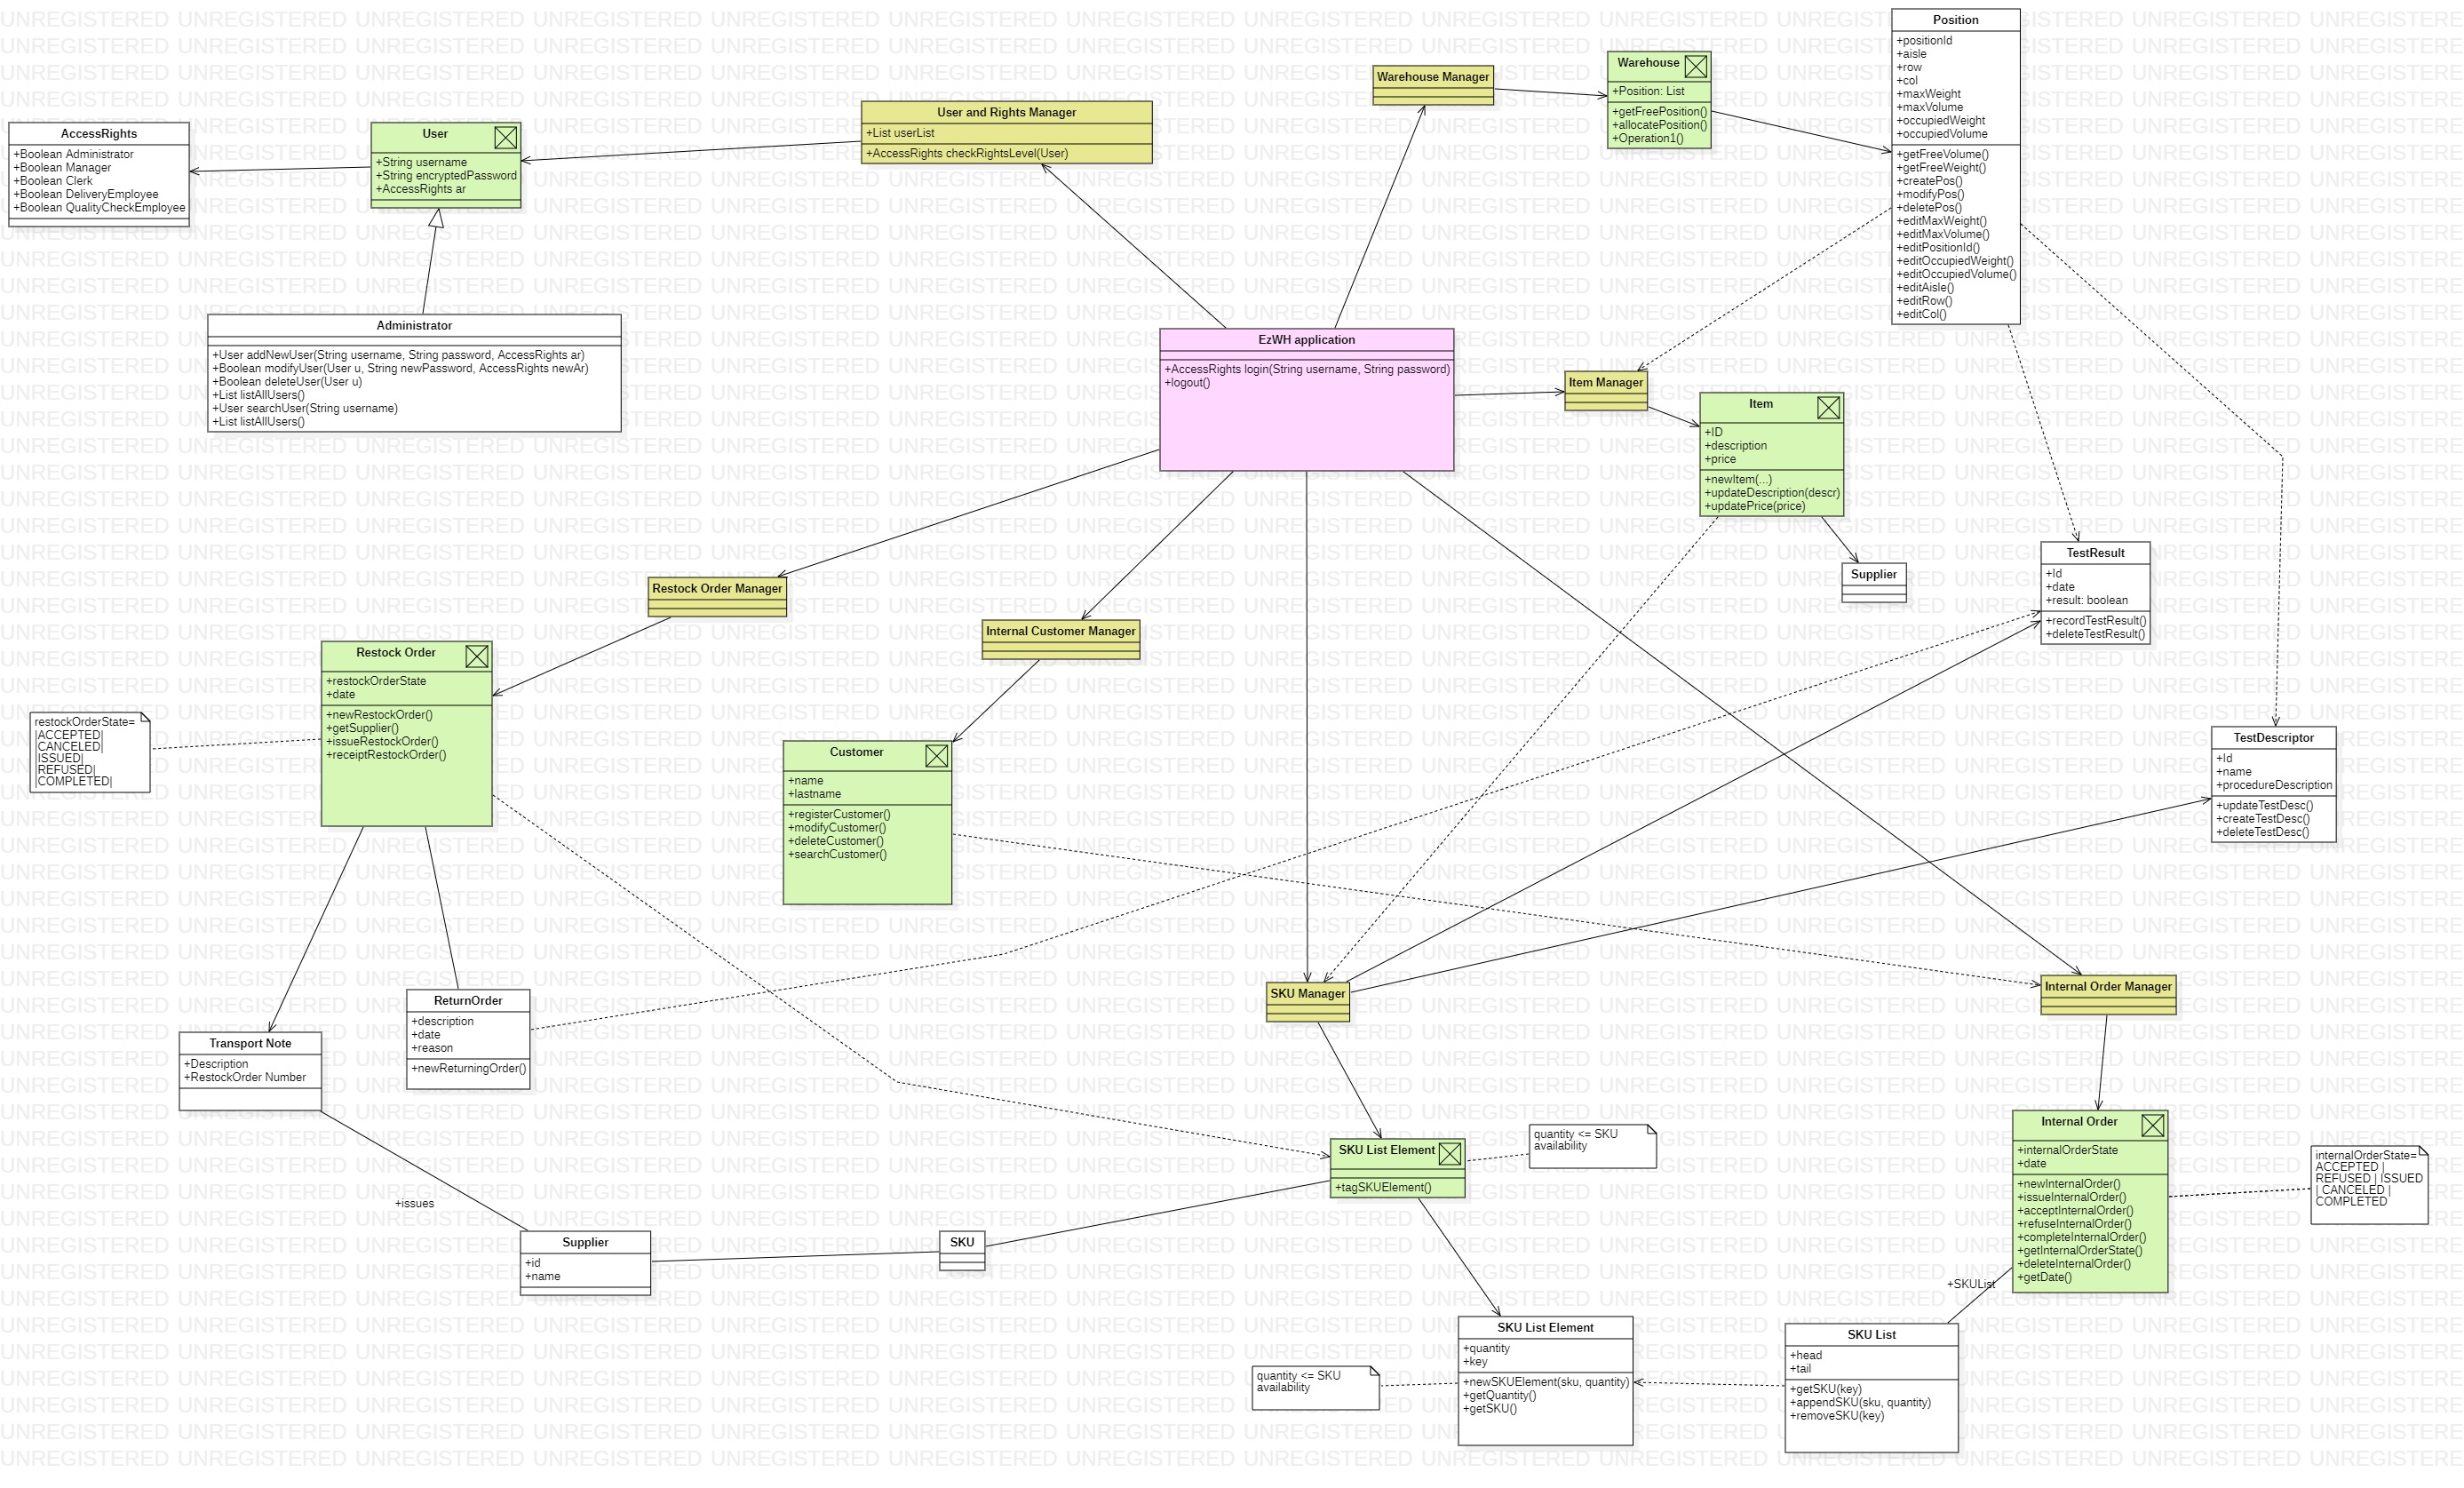 Position
+positionId
+aisle
+row
+col
+maxWeight
+maxVolume
+occupiedWeight
+occupiedVolume
+getFreeVolume()
+getFreeWeight()
+createPos()
+modifyPos()
+deletePos()
+editMaxWeight()
+editMaxVolume()
+editPositionId()
+editOccupiedWeight()
+editOccupiedVolume()
+editAisle()
+editRow()
+editCol()
Warehouse
+Position: List
+getFreePosition()
+allocatePosition()
+Operation1()
Warehouse Manager
User and Rights Manager
+List userList
+AccessRights checkRightsLevel(User)
User
+String username
+String encryptedPassword
+AccessRights ar
AccessRights
+Boolean Administrator
+Boolean Manager
+Boolean Clerk
+Boolean DeliveryEmployee
+Boolean QualityCheckEmployee
Administrator
+User addNewUser(String username, String password, AccessRights ar)
+Boolean modifyUser(User u, String newPassword, AccessRights newAr)
+Boolean deleteUser(User u)
+List listAllUsers()
+User searchUser(String username)
+List listAllUsers()
EzWH application
+AccessRights login(String username, String password)
+logout()
Item Manager
Item
+ID
+description
+price
+newItem(...)
+updateDescription(descr)
+updatePrice(price)
Supplier
TestResult
+Id
+date
+result: boolean
+recordTestResult()
+deleteTestResult()
Restock Order Manager
Internal Customer Manager
Restock Order
+restockOrderState
+date
+newRestockOrder()
+getSupplier()
+issueRestockOrder()
+receiptRestockOrder()
restockOrderState=
|ACCEPTED|
CANCELED|
ISSUED|
REFUSED|
|COMPLETED|
Customer
+name
+lastname
+registerCustomer()
+modifyCustomer()
+deleteCustomer()
+searchCustomer()
TestDescriptor
+Id
+name
+procedureDescription
+updateTestDesc()
+createTestDesc()
+deleteTestDesc()
SKU Manager
Internal Order Manager
ReturnOrder
+description
+date
+reason
+newReturningOrder()
Transport Note
+Description
+RestockOrder Number
+issues
Supplier
+id
+name
SKU
SKU List Element
+tagSKUElement()
quantity <= SKU
availability
Internal Order
+internalOrderState
+date
+newInternalOrder()
+issueInternalOrder()
+acceptInternalOrder()
+refuseInternalOrder()
+completeInternalOrder()
+getInternalOrderState()
+deleteInternalOrder()
+getDate()
internalOrderState=
ACCEPTED |
REFUSED | ISSUED
| CANCELED |
COMPLETED
+SKUList
SKU List Element
+quantity
+key
+newSKUElement(sku, quantity)
+getQuantity()
+getSKU()
quantity <= SKU
availability
SKU List
+head
+tail
+getSKU(key)
+appendSKU(sku, quantity)
+removeSKU(key)
UNREGISTERED